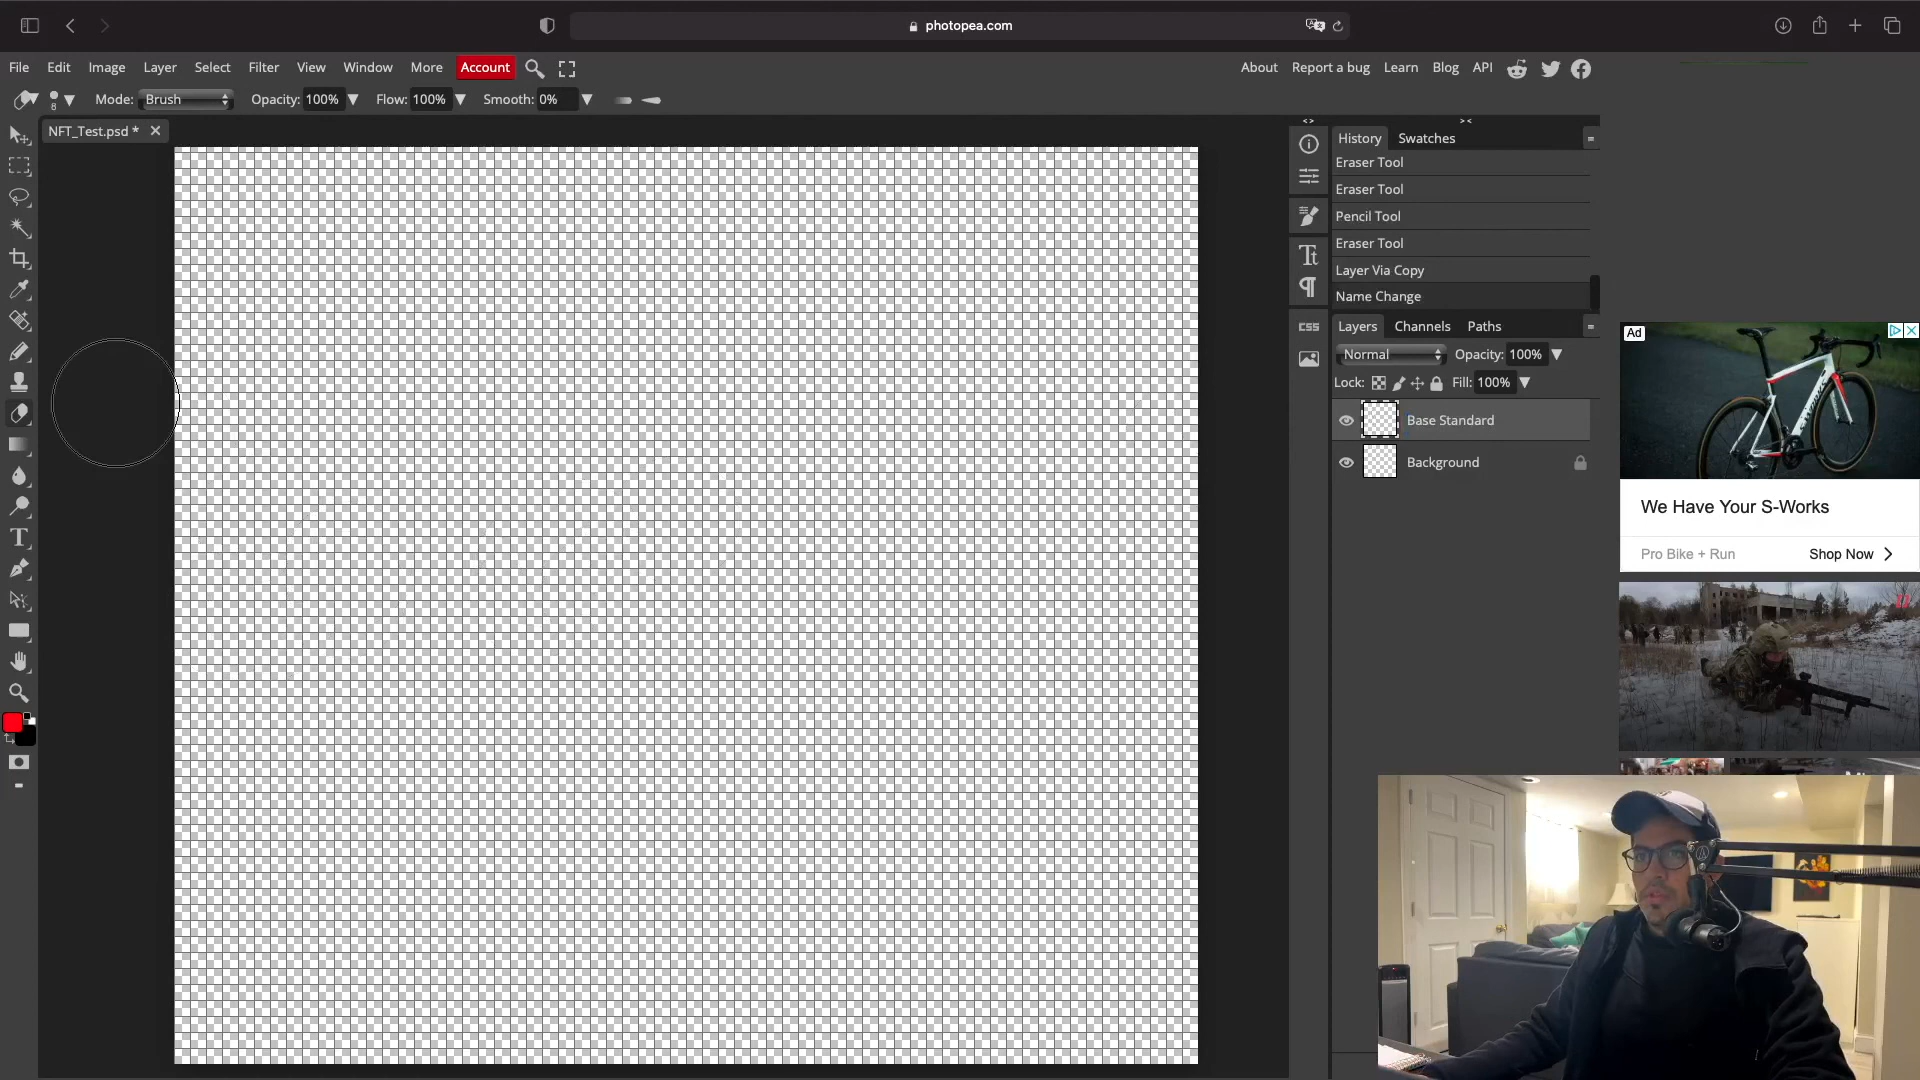 photopea.com
File Edit Image Layer Select Filter View Window More Account
About Report a bug Learn Blog API
8 Mode: Brush Opacity: 100% Flow: 100% Smooth: 0%
NFT_Test.psd *
History Swatches
Eraser Tool
Eraser Tool
Pencil Tool
Eraser Tool
Layer Via Copy
Name Change
CSS
Layers Channels Paths
Normal Opacity: 100%
Lock: Fill: 100%
Base Standard
Background
Ad
We Have Your S-Works
Pro Bike + Run Shop Now